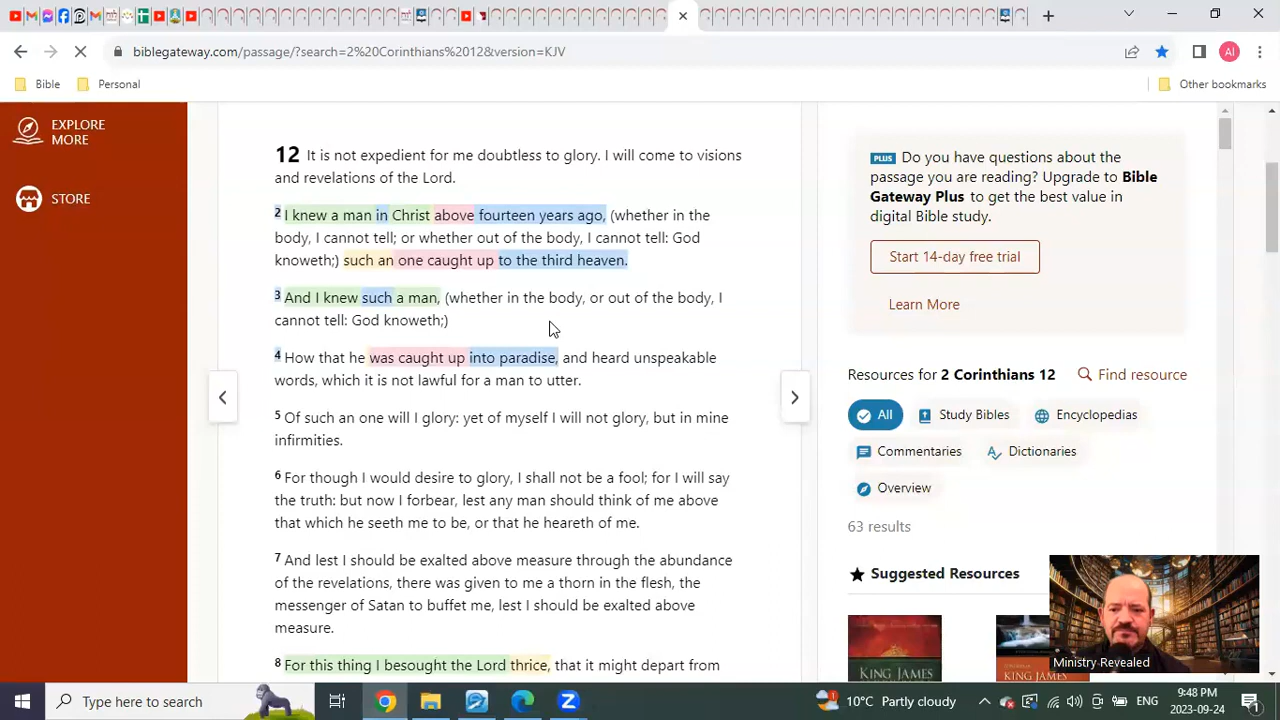 biblegateway.com/passage/?search=2%20Corinthians%2012&version=KJV
AI
Bible
Personal
Other bookmarks
EXPLORE
MORE
STORE
12 It is not expedient for me doubtless to glory. I will come to visions
and revelations of the Lord.
2 I knew a man in Christ above fourteen years ago, (whether in the
body, I cannot tell; or whether out of the body, I cannot tell: God
knoweth;) such an one caught up to the third heaven.
3 And I knew such a man, (whether in the body, or out of the body, I
cannot tell: God knoweth;)
4 How that he was caught up into paradise, and heard unspeakable
words, which it is not lawful for a man to utter.
5 Of such an one will I glory: yet of myself I will not glory, but in mine
infirmities.
6 For though I would desire to glory, I shall not be a fool; for I will say
the truth: but now I forbear, lest any man should think of me above
that which he seeth me to be, or that he heareth of me.
7 And lest I should be exalted above measure through the abundance
of the revelations, there was given to me a thorn in the flesh, the
messenger of Satan to buffet me, lest I should be exalted above
measure.
8 For this thing I besought the Lord thrice, that it might depart from
PLUS Do you have questions about the
passage you are reading? Upgrade to Bible
Gateway Plus to get the best value in
digital Bible study.
Start 14-day free trial
Learn More
Resources for 2 Corinthians 12
Find resource
All
Study Bibles
Encyclopedias
Commentaries
Dictionaries
Overview
63 results
Suggested Resources
KING JAMES
KING JAMES
Ministry Revealed
Type here to search
1
10°C Partly cloudy
ENG
9:48 PM
2023-09-24
1